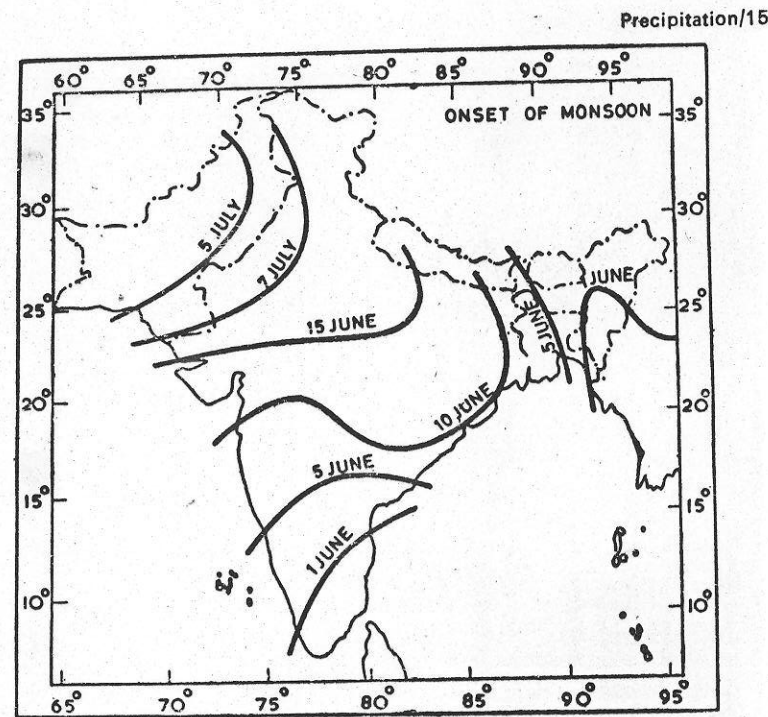 Precipitation/15
60° 65° 70° 75° 80° 85° 90° 95°
35° ONSET OF MONSOON 35°
30° 30°
5 JULY
7 JULY
JUNE
25° 25°
15 JUNE
5 JUNE
20° 20°
10 JUNE
5 JUNE
15° 15°
1 JUNE
10° 10°
65° 70° 75° 80° 85° 90° 95°